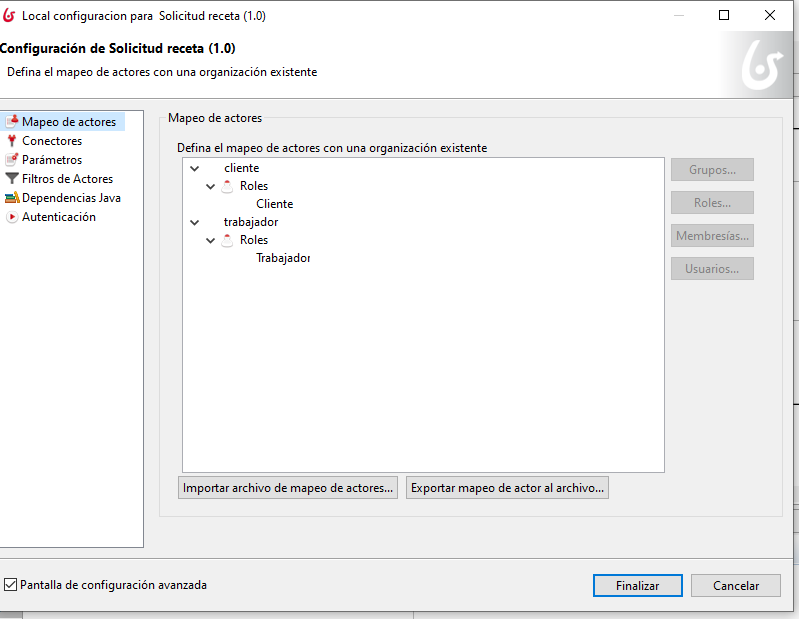 Local configuracion para Solicitud receta (1.0)
Configuración de Solicitud receta (1.0)
Defina el mapeo de actores con una organización existente
Mapeo de actores
Conectores
Parámetros
Filtros de Actores
Dependencias Java
Autenticación
Mapeo de actores
Defina el mapeo de actores con una organización existente
cliente
Roles
Cliente
trabajador
Roles
Trabajador
Grupos...
Roles...
Membresías...
Usuarios...
Importar archivo de mapeo de actores...
Exportar mapeo de actor al archivo...
Pantalla de configuración avanzada
Finalizar
Cancelar